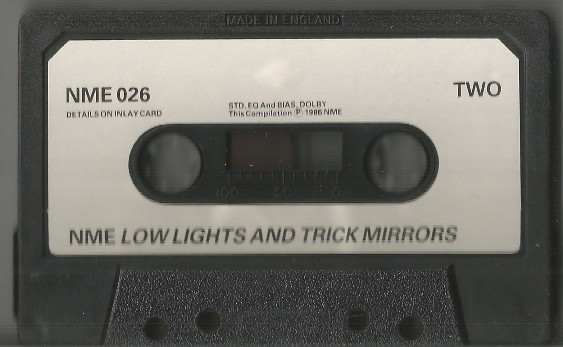 MADE IN ENGLAND
NME 026
TWO
DETAILS ON INLAY CARD
STD. EQ And BIAS. DOLBY
This Compilation Ⓟ 1986 NME
100 50 0
NME LOW LIGHTS AND TRICK MIRRORS